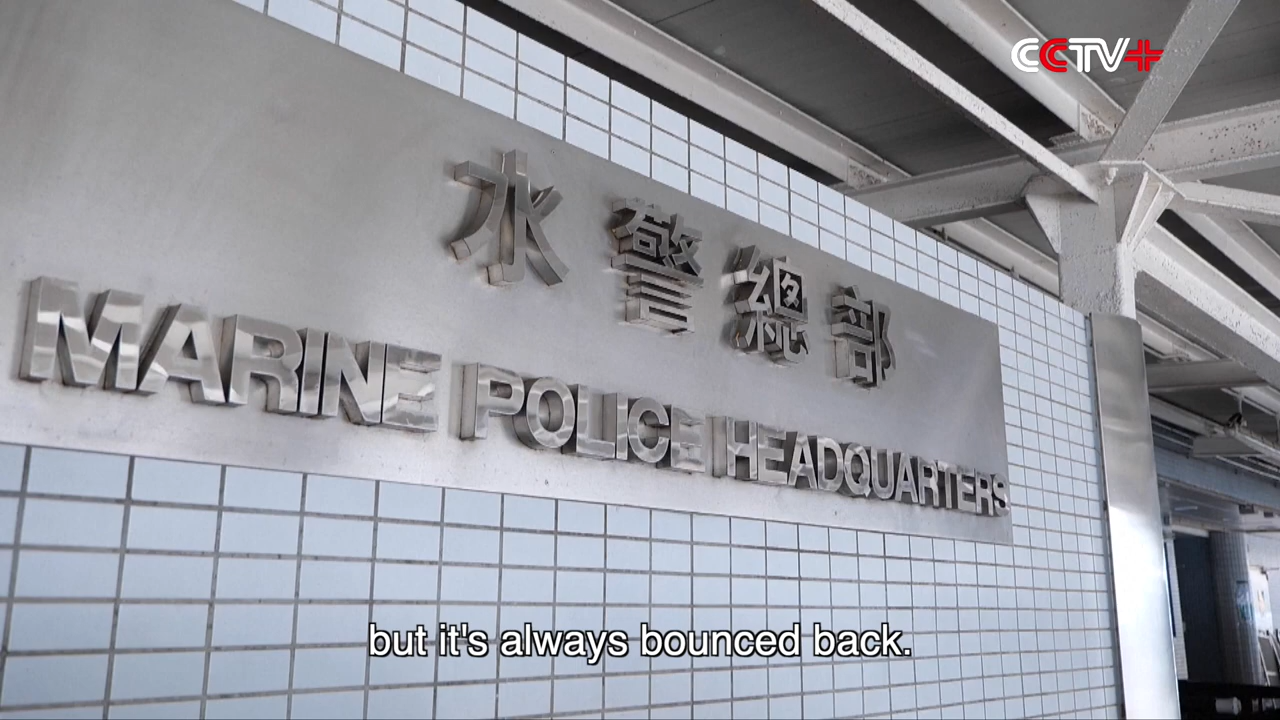 CCTV+
水警總部
MARINE POLICE HEADQUARTERS
but it's always bounced back.